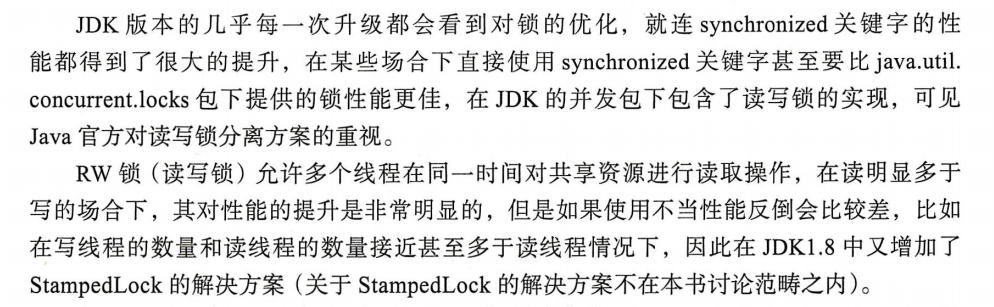 JDK 版本的几乎每一次升级都会看到对锁的优化，就连 synchronized 关键字的性
能都得到了很大的提升，在某些场合下直接使用 synchronized 关键字甚至要比 java.util.
concurrent.locks 包下提供的锁性能更佳，在 JDK 的并发包下包含了读写锁的实现，可见
Java 官方对读写锁分离方案的重视。
RW 锁（读写锁）允许多个线程在同一时间对共享资源进行读取操作，在读明显多于
写的场合下，其对性能的提升是非常明显的，但是如果使用不当性能反倒会比较差，比如
在写线程的数量和读线程的数量接近甚至多于读线程情况下，因此在 JDK1.8 中又增加了
StampedLock 的解决方案（关于 StampedLock 的解决方案不在本书讨论范畴之内）。